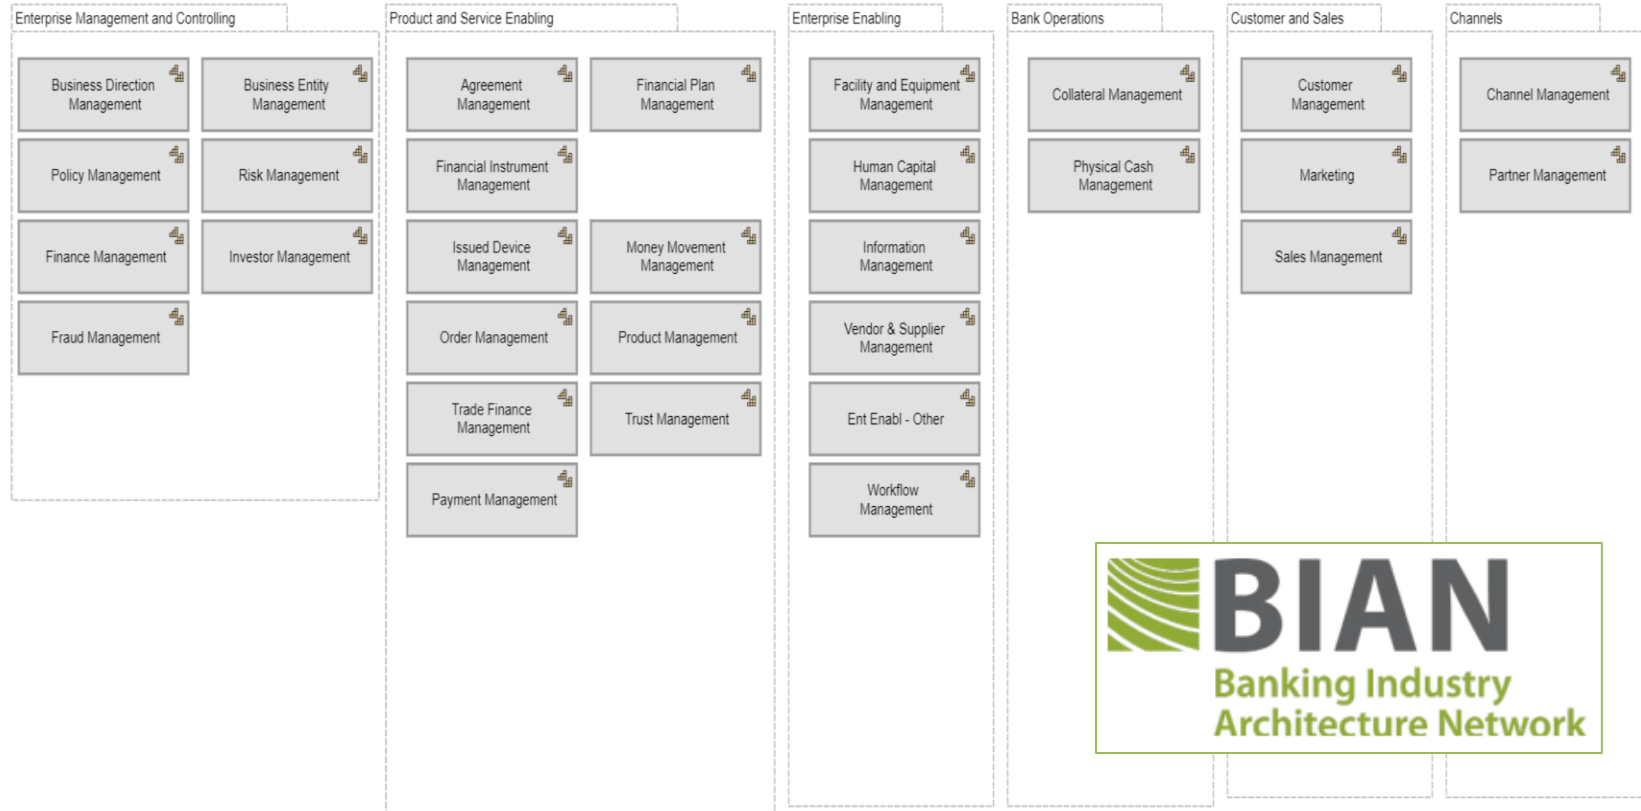 Enterprise Management and Controlling
Business Direction
Management
Business Entity
Management
Policy Management
Risk Management
Finance Management
Investor Management
Fraud Management
Product and Service Enabling
Agreement
Management
Financial Plan
Management
Financial Instrument
Management
Issued Device
Management
Money Movement
Management
Order Management
Product Management
Trade Finance
Management
Trust Management
Payment Management
Enterprise Enabling
Facility and Equipment
Management
Human Capital
Management
Information
Management
Vendor & Supplier
Management
Ent Enabl - Other
Workflow
Management
Bank Operations
Collateral Management
Physical Cash
Management
Customer and Sales
Customer
Management
Marketing
Sales Management
Channels
Channel Management
Partner Management
BIAN
Banking Industry
Architecture Network